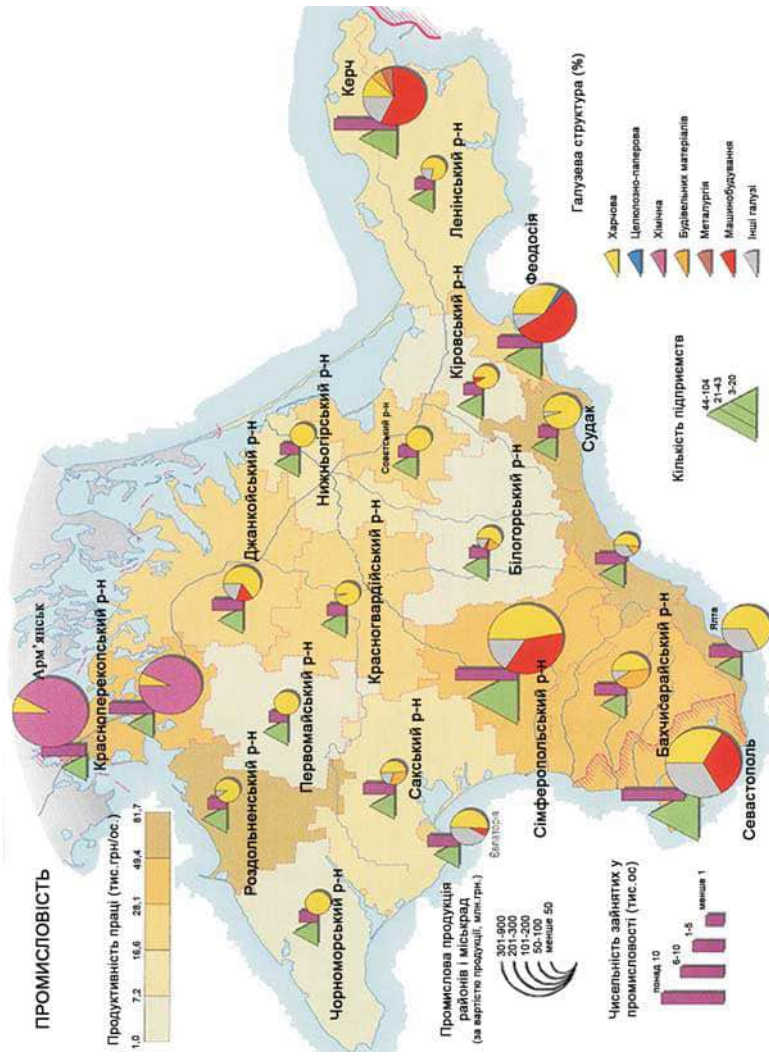 ПРОМИСЛОВІСТЬ
Продуктивність праці (тис.грн/ос.)
1,0 7,2 16,6 28,1 49,4 61,7
Арм'янськ
Красноперекопський р-н
Джанкойський р-н
Нижньогірський р-н
Роздольненський р-н
Первомайський р-н
Красногвардійський р-н
Советський р-н
Чорноморський р-н
Сакський р-н
Євпаторія
Сімферопольський р-н
Білогорський р-н
Кіровський р-н
Ленінський р-н
Керч
Феодосія
Судак
Бахчисарайський р-н
Ялта
Севастополь
Промислова продукція
районів і міськрад
(за вартістю продукції, млн.грн.)
301-900
201-300
101-200
50-100
менше 50
Чисельність зайнятих у
промисловості (тис.ос)
понад 10
6-10
1-5
менше 1
Кількість підприємств
44-104
21-43
3-20
Галузева структура (%)
Харчова
Целюлозно-паперова
Хімічна
Будівельних матеріалів
Металургія
Машинобудування
Інші галузі